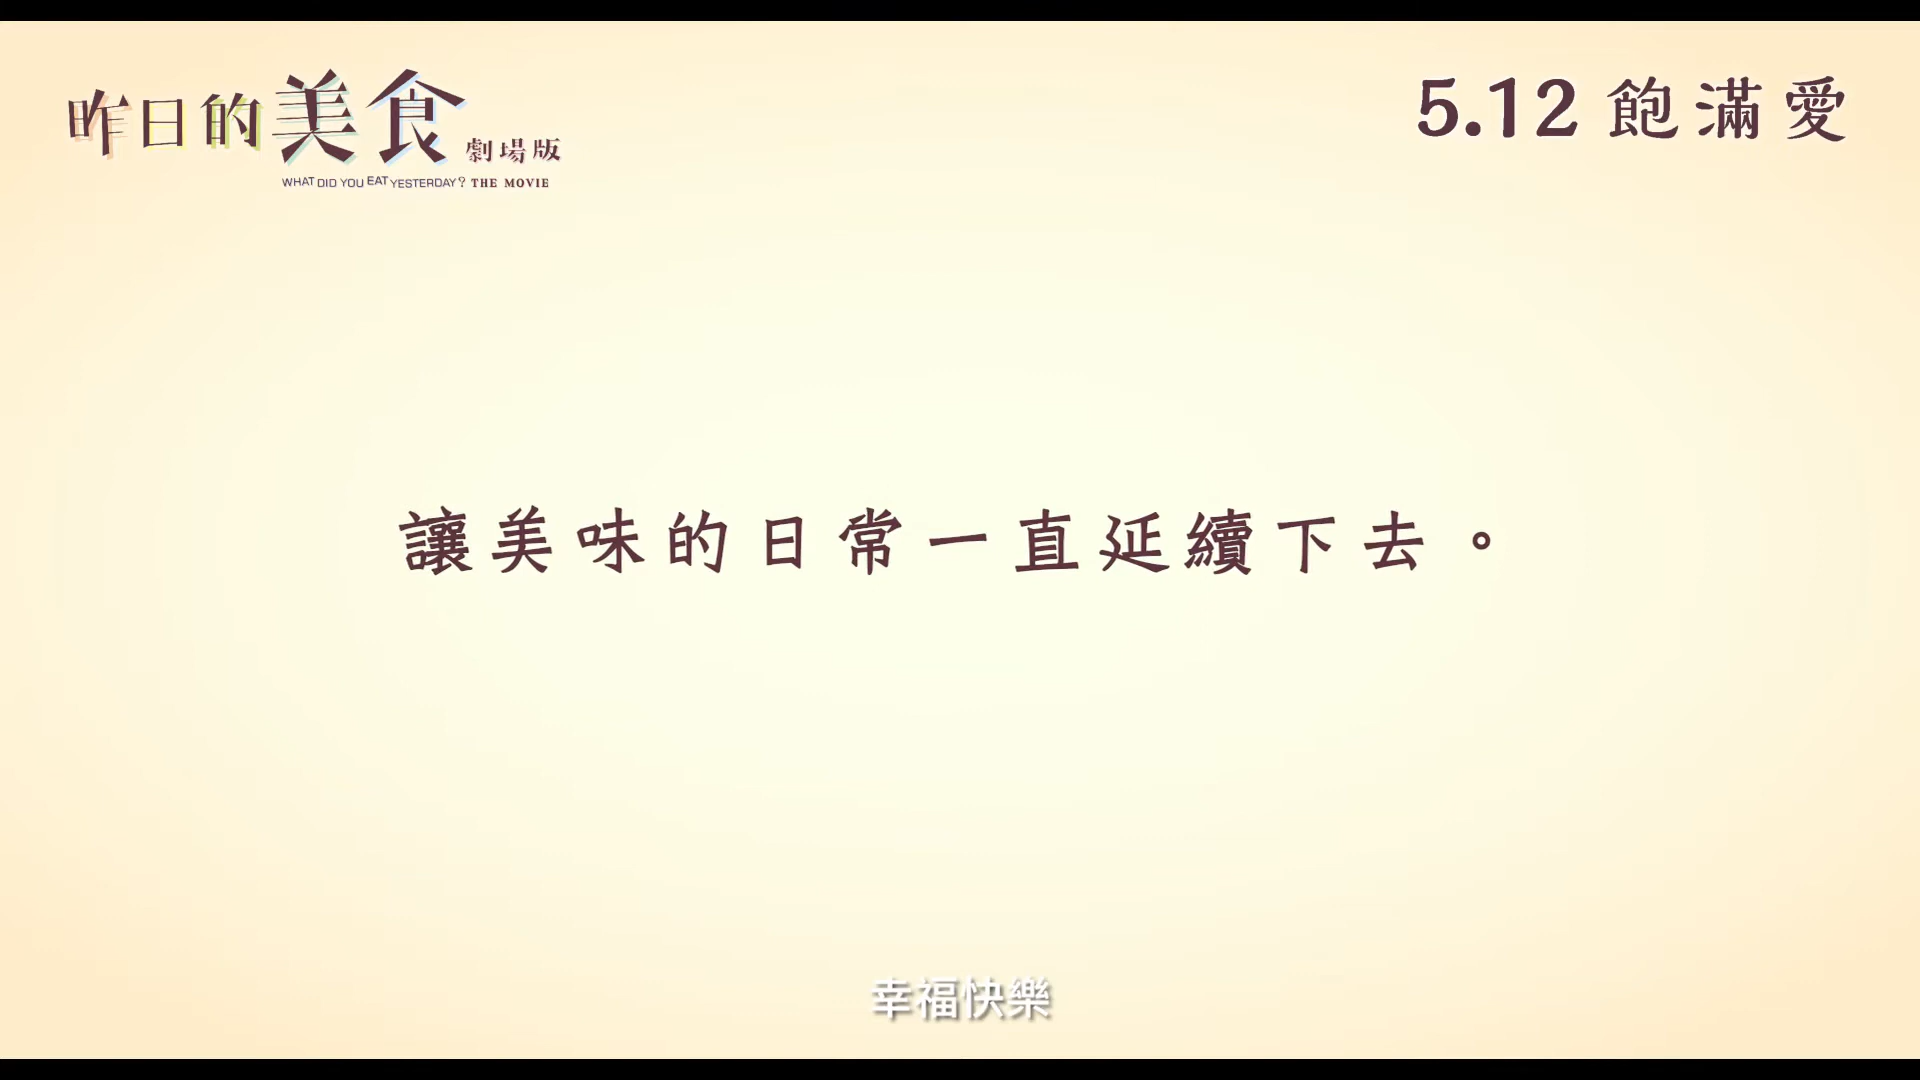 昨日的美食 劇場版
WHAT DID YOU EAT YESTERDAY? THE MOVIE
5.12 飽滿愛
讓美味的日常一直延續下去。
幸福快樂